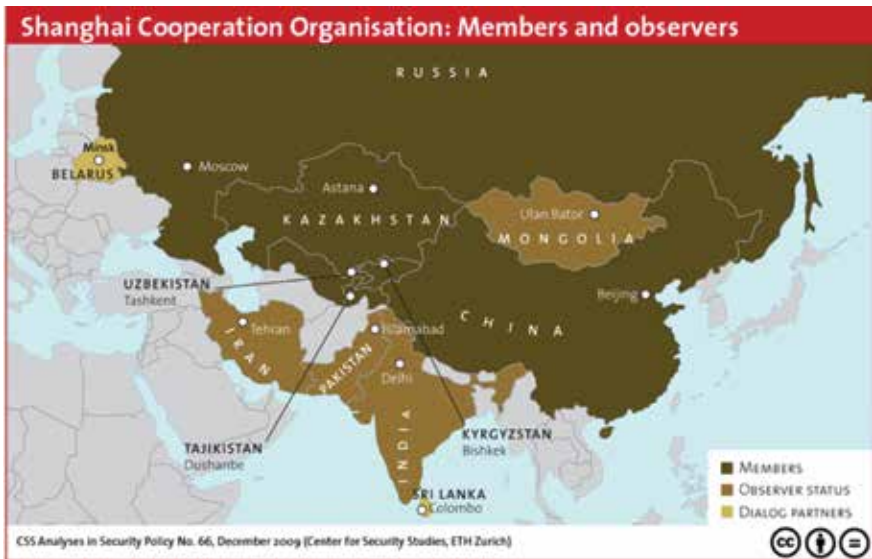 Shanghai Cooperation Organisation: Members and observers
RUSSIA
Minsk
BELARUS
Moscow
Astana
KAZAKHSTAN
Ulan Bator
MONGOLIA
UZBEKISTAN
Tashkent
Beijing
CHINA
Tehran
IRAN
Islamabad
PAKISTAN
Delhi
INDIA
TAJIKISTAN
Dushanbe
KYRGYZSTAN
Bishkek
SRI LANKA
Colombo
MEMBERS
OBSERVER STATUS
DIALOG PARTNERS
CSS Analyses in Security Policy No. 66, December 2009 (Center for Security Studies, ETH Zurich)
cc